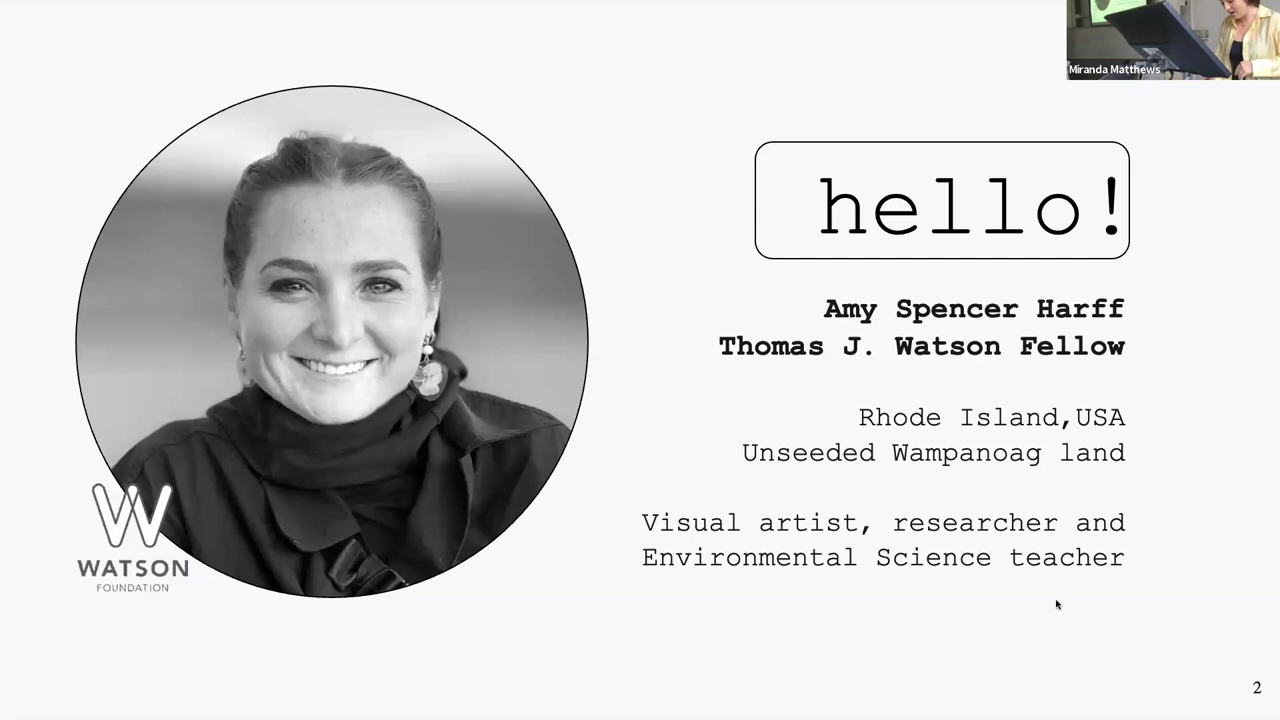 Miranda Matthews
hello!
Amy Spencer Harff
Thomas J. Watson Fellow
Rhode Island,USA
Unseeded Wampanoag land
Visual artist, researcher and
Environmental Science teacher
W
WATSON
FOUNDATION
2